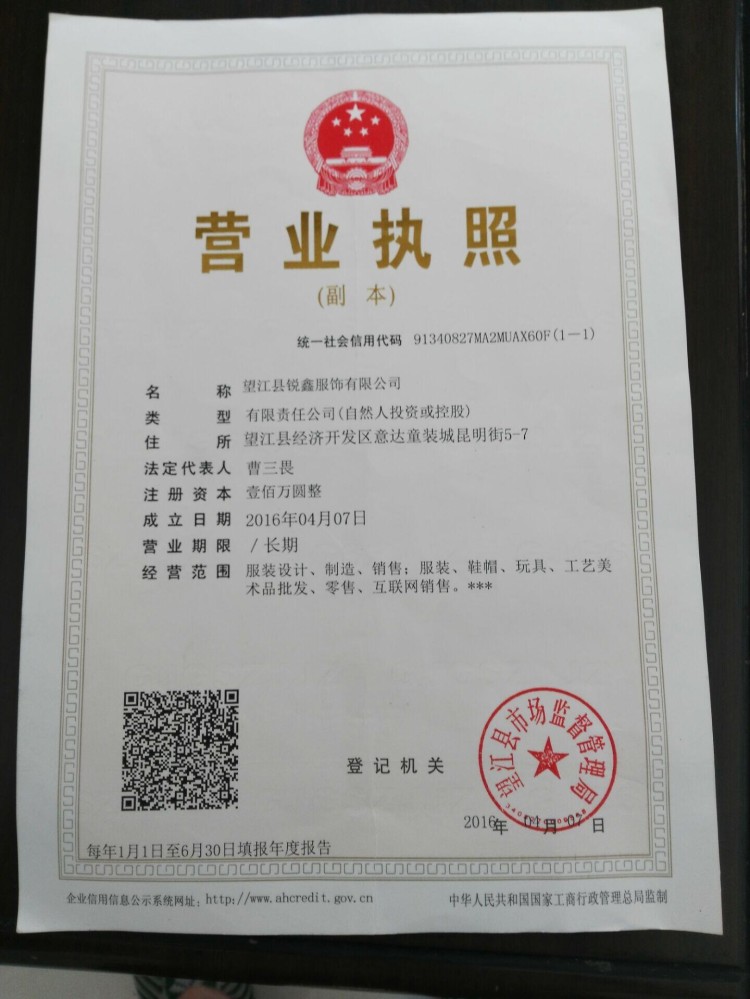 营业执照
(副 本)
统一社会信用代码 91340827MA2MUAX60F(1-1)
名称 望江县锐鑫服饰有限公司
类型 有限责任公司(自然人投资或控股)
住所 望江县经济开发区意达童装城昆明街5-7
法定代表人 曹三畏
注册资本 壹佰万圆整
成立日期 2016年04月07日
营业期限 /长期
经营范围 服装设计、制造、销售; 服装、鞋帽、玩具、工艺美
术品批发、零售、互联网销售。***
望江县市场监督管理局
登记机关
2016年 月 日
每年1月1日至6月30日填报年度报告
企业信用信息公示系统网址: http://www.ahcredit.gov.cn
中华人民共和国国家工商行政管理总局监制